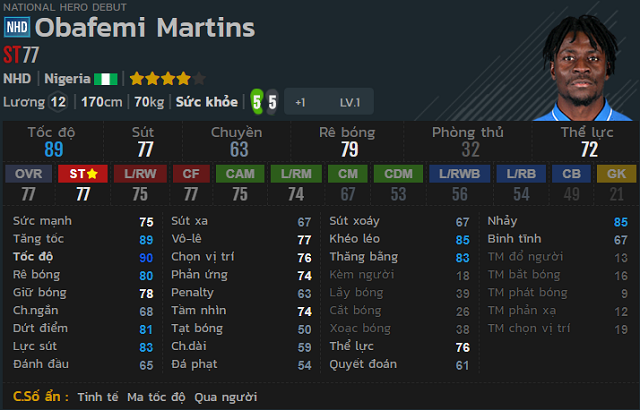 NATIONAL HERO DEBUT
NHD Obafemi Martins
ST77
NHD | Nigeria
Lương 12 | 170cm | 70kg | Sức khỏe | 5 5 +1 LV.1
Tốc độ Sút Chuyền Rê bóng Phòng thủ Thể lực
89 77 63 79 32 72
OVR ST L/RW CF CAM L/RM CM CDM L/RWB L/RB CB GK
77 77 75 77 75 74 67 53 56 54 49 21
Sức mạnh 75 Sút xa 67 Sút xoáy 67 Nhảy 85
Tăng tốc 89 Vô-lê 77 Khéo léo 85 Bình tĩnh 67
Tốc độ 90 Chọn vị trí 76 Thăng bằng 83 TM đổ người 13
Rê bóng 80 Phản ứng 74 Kèm người 18 TM bắt bóng 16
Giữ bóng 78 Penalty 63 Lấy bóng 39 TM phát bóng 9
Ch.ngắn 68 Tầm nhìn 74 Cắt bóng 26 TM phản xạ 12
Dứt điểm 81 Tạt bóng 50 Xoạc bóng 38 TM chọn vị trí 19
Lực sút 83 Ch.dài 59 Thể lực 76
Đánh đầu 65 Đá phạt 54 Quyết đoán 61
C.Số ẩn : Tinh tế Ma tốc độ Qua người